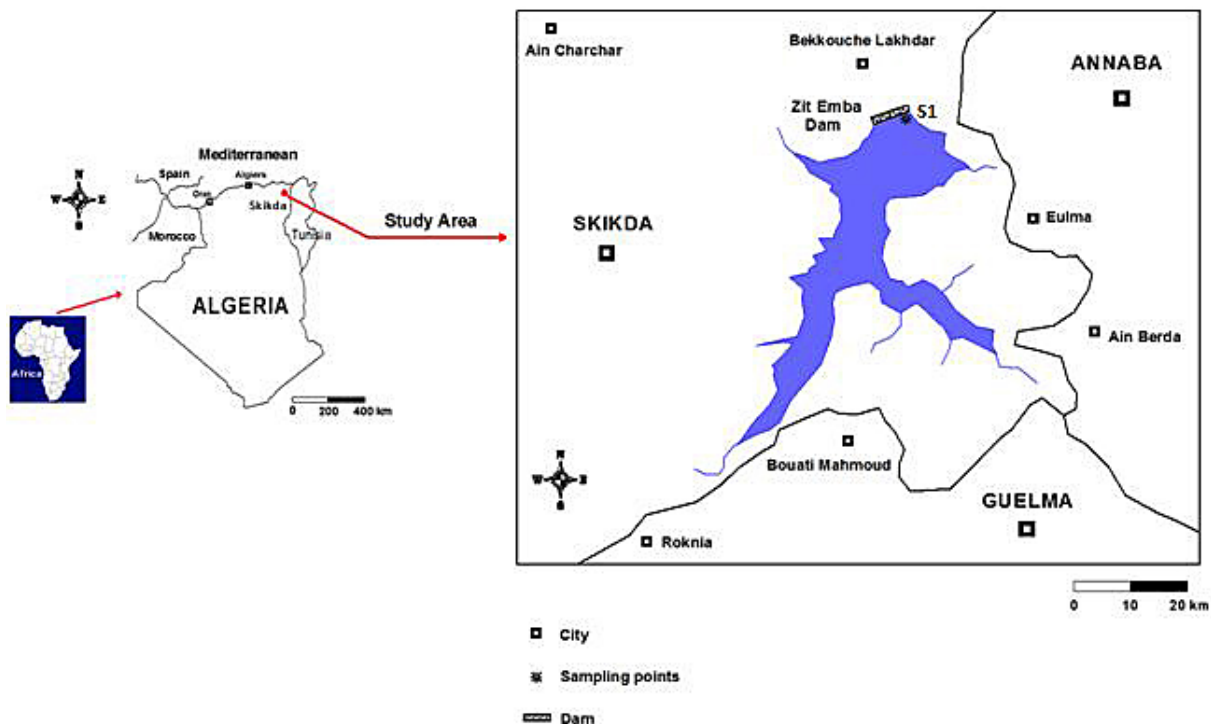 Mediterranean
Spain
Algiers
Oran
Skikda
Morocco
Tunisia
ALGERIA
Africa
N
W
E
S
0 200 400 km
Study Area
Ain Charchar
Bekkouche Lakhdar
ANNABA
Zit Emba
Dam
S1
SKIKDA
Eulma
Ain Berda
Bouati Mahmoud
GUELMA
Roknia
N
W
E
S
0 10 20 km
City
Sampling points
Dam